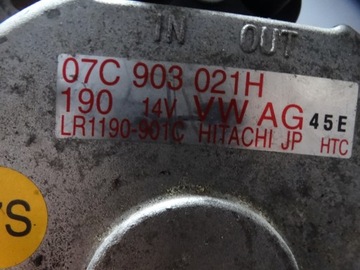 IN OUT
07C 903 021H
190 14V VW AG 45E
LR1190-901C HITACHI JP HTC